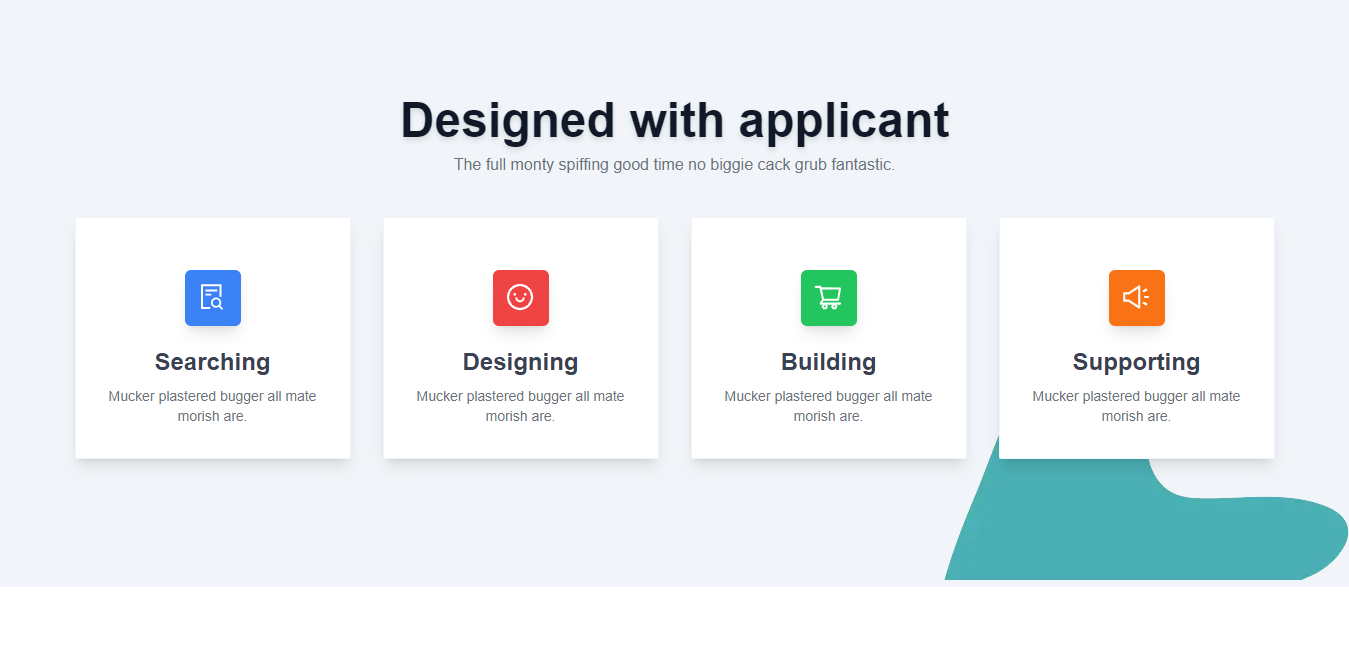 Designed with applicant
The full monty spiffing good time no biggie cack grub fantastic.
Searching
Mucker plastered bugger all mate
morish are.
Designing
Mucker plastered bugger all mate
morish are.
Building
Mucker plastered bugger all mate
morish are.
Supporting
Mucker plastered bugger all mate
morish are.